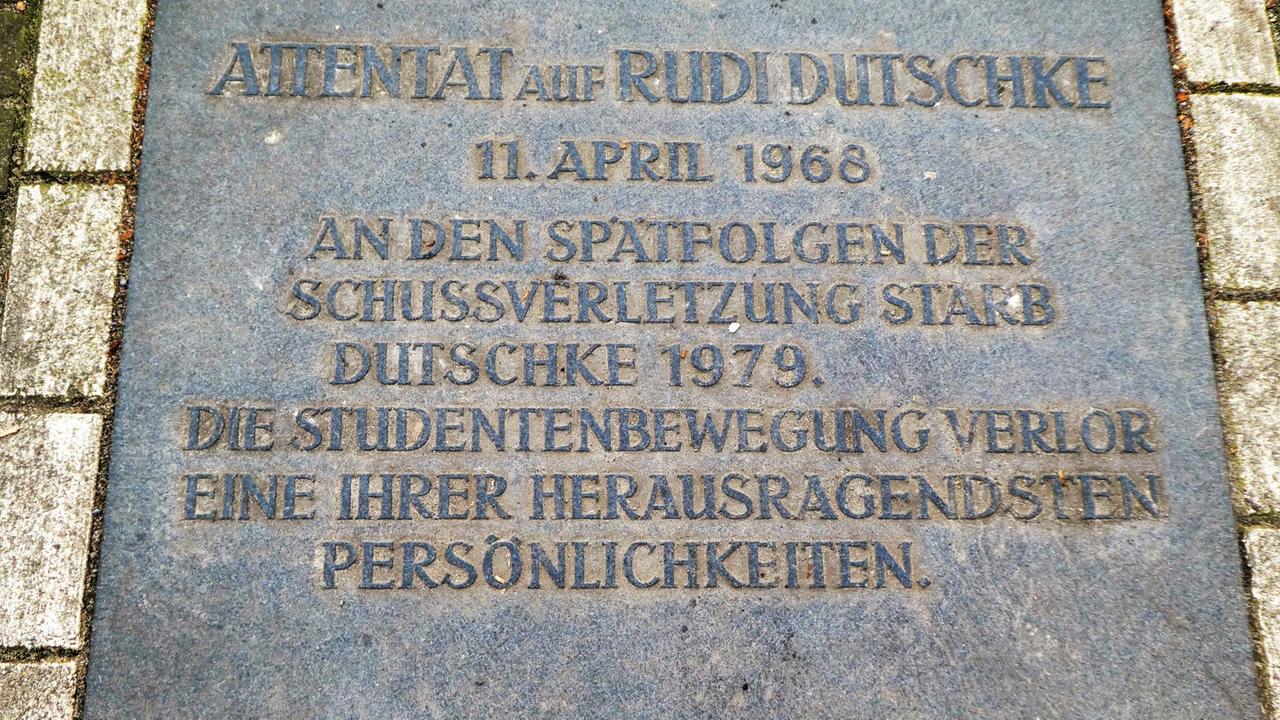 ATTENTAT AUF RUDI DUTSCHKE
11. APRIL 1968
AN DEN SPÄTFOLGEN DER
SCHUSSVERLETZUNG STARB
DUTSCHKE 1979.
DIE STUDENTENBEWEGUNG VERLOR
EINE IHRER HERAUSRAGENDSTEN
PERSÖNLICHKEITEN.